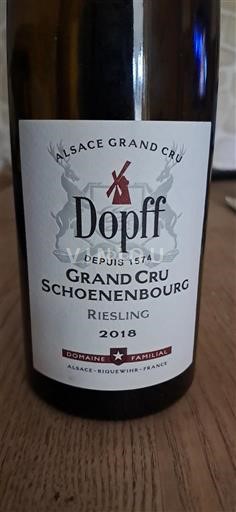 ALSACE GRAND CRU
Dopff
DEPUIS 1574
GRAND CRU
SCHOENENBOURG
RIESLING
2018
DOMAINE FAMILIAL
ALSACE - RIQUEWIHR - FRANCE